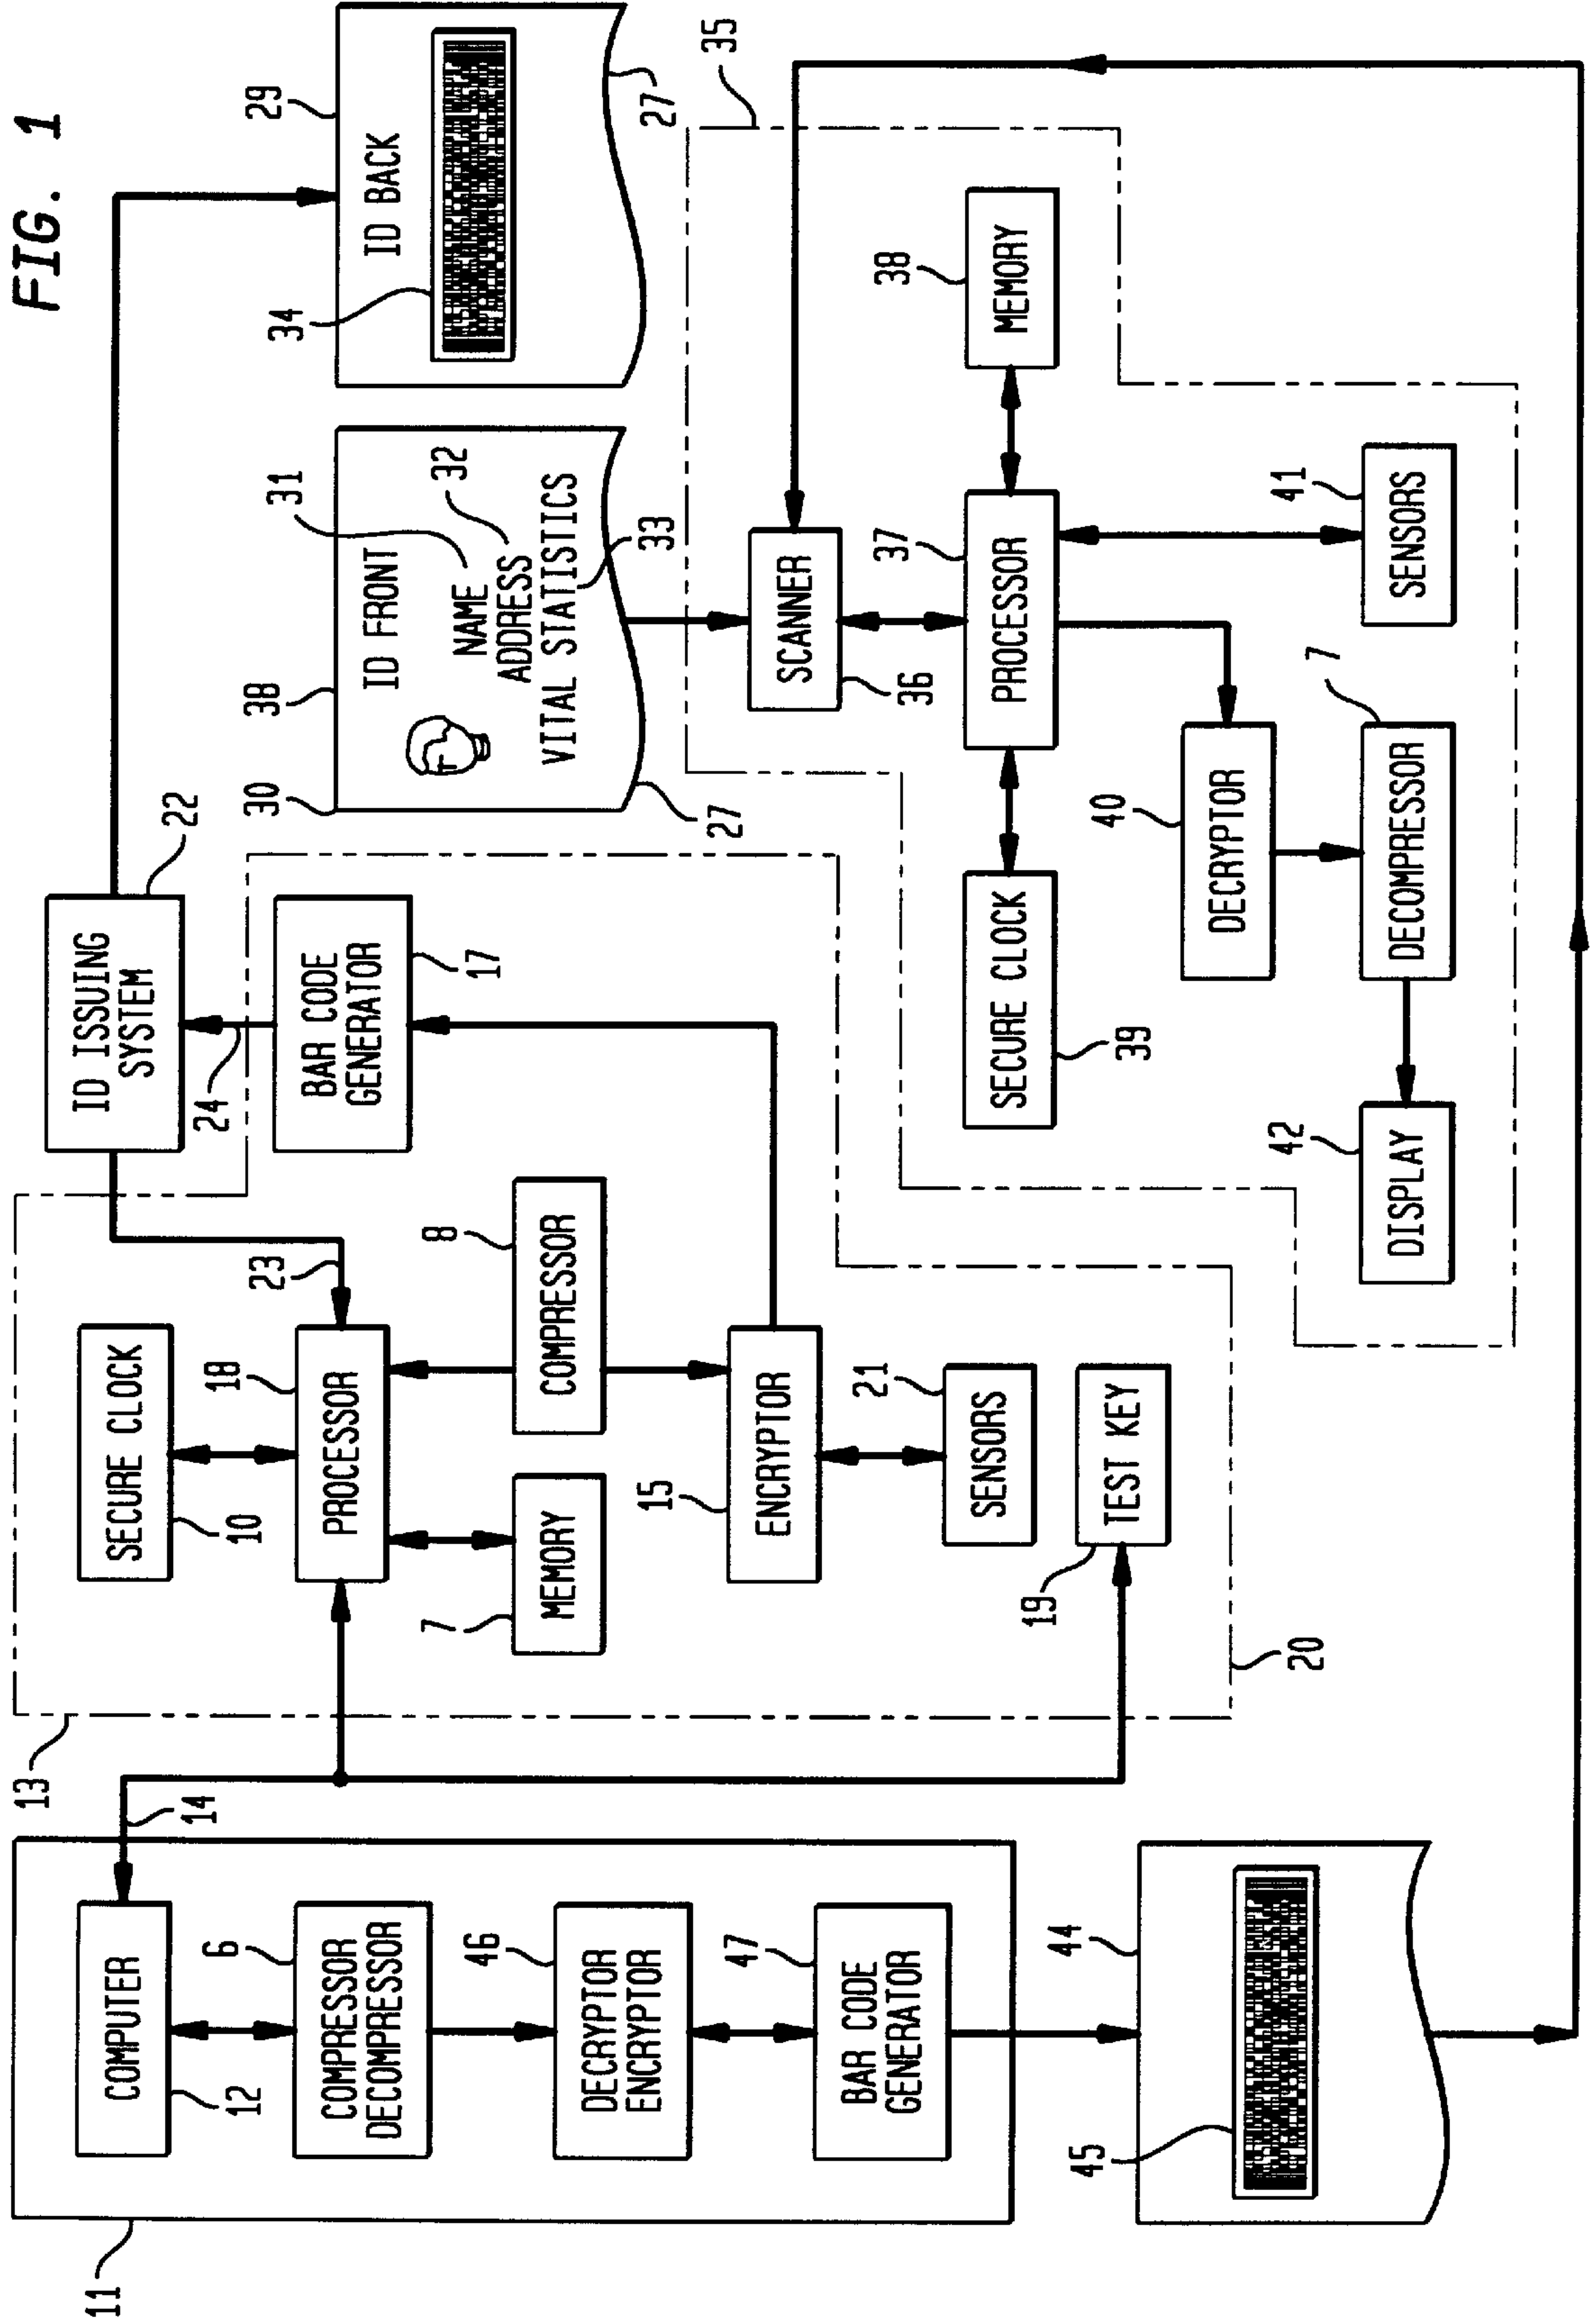 FIG. 1
11
COMPUTER
12
14
6
COMPRESSOR
DECOMPRESSOR
46
DECRYPTOR
ENCRYPTOR
47
BAR CODE
GENERATOR
44
45
13
SECURE CLOCK
10
18
PROCESSOR
23
7
MEMORY
8
COMPRESSOR
15
ENCRYPTOR
21
SENSORS
19
TEST KEY
20
ID ISSUING
SYSTEM
22
24
BAR CODE
GENERATOR
17
30
38
ID FRONT
31
NAME
32
ADDRESS
VITAL STATISTICS
33
27
29
ID BACK
34
27
35
SCANNER
36
37
PROCESSOR
38
MEMORY
SECURE CLOCK
39
40
DECRYPTOR
41
SENSORS
7
DECOMPRESSOR
42
DISPLAY